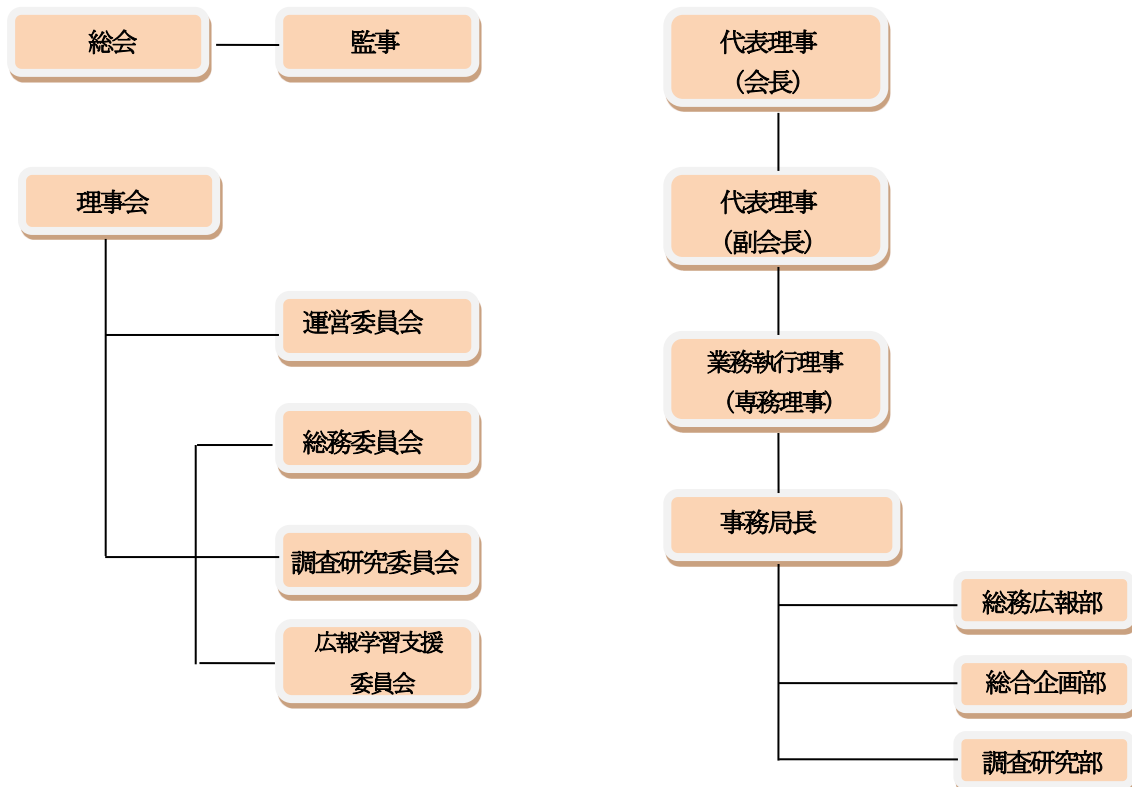 総会
監事
理事会
運営委員会
総務委員会
調査研究委員会
広報学習支援
委員会
代表理事
（会長）
代表理事
（副会長）
業務執行理事
（専務理事）
事務局長
総務広報部
総合企画部
調査研究部